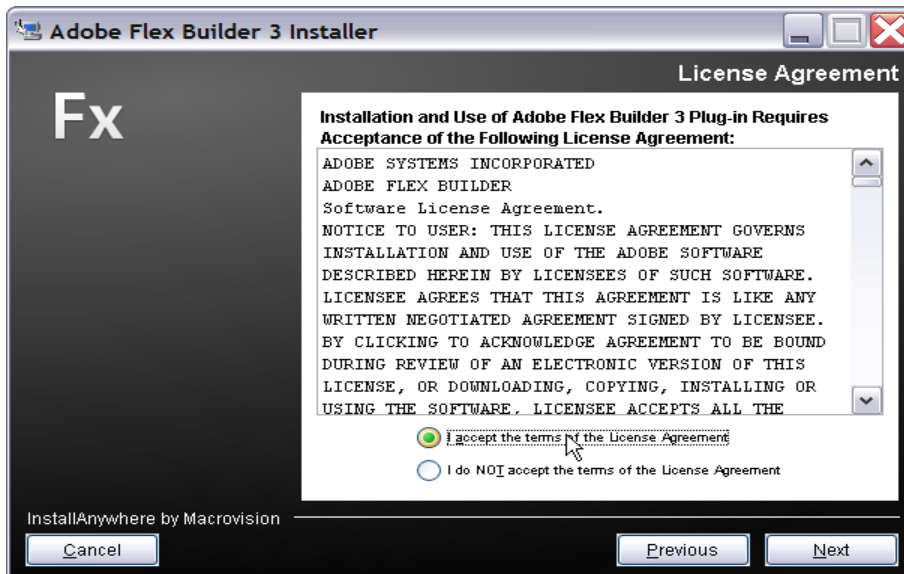 Adobe Flex Builder 3 Installer
License Agreement
Fx
Installation and Use of Adobe Flex Builder 3 Plug-in Requires
Acceptance of the Following License Agreement:
ADOBE SYSTEMS INCORPORATED
ADOBE FLEX BUILDER
Software License Agreement.
NOTICE TO USER: THIS LICENSE AGREEMENT GOVERNS
INSTALLATION AND USE OF THE ADOBE SOFTWARE
DESCRIBED HEREIN BY LICENSEES OF SUCH SOFTWARE.
LICENSEE AGREES THAT THIS AGREEMENT IS LIKE ANY
WRITTEN NEGOTIATED AGREEMENT SIGNED BY LICENSEE.
BY CLICKING TO ACKNOWLEDGE AGREEMENT TO BE BOUND
DURING REVIEW OF AN ELECTRONIC VERSION OF THIS
LICENSE, OR DOWNLOADING, COPYING, INSTALLING OR
USING THE SOFTWARE, LICENSEE ACCEPTS ALL THE
I accept the terms of the License Agreement
I do NOT accept the terms of the License Agreement
InstallAnywhere by Macrovision
Cancel
Previous
Next